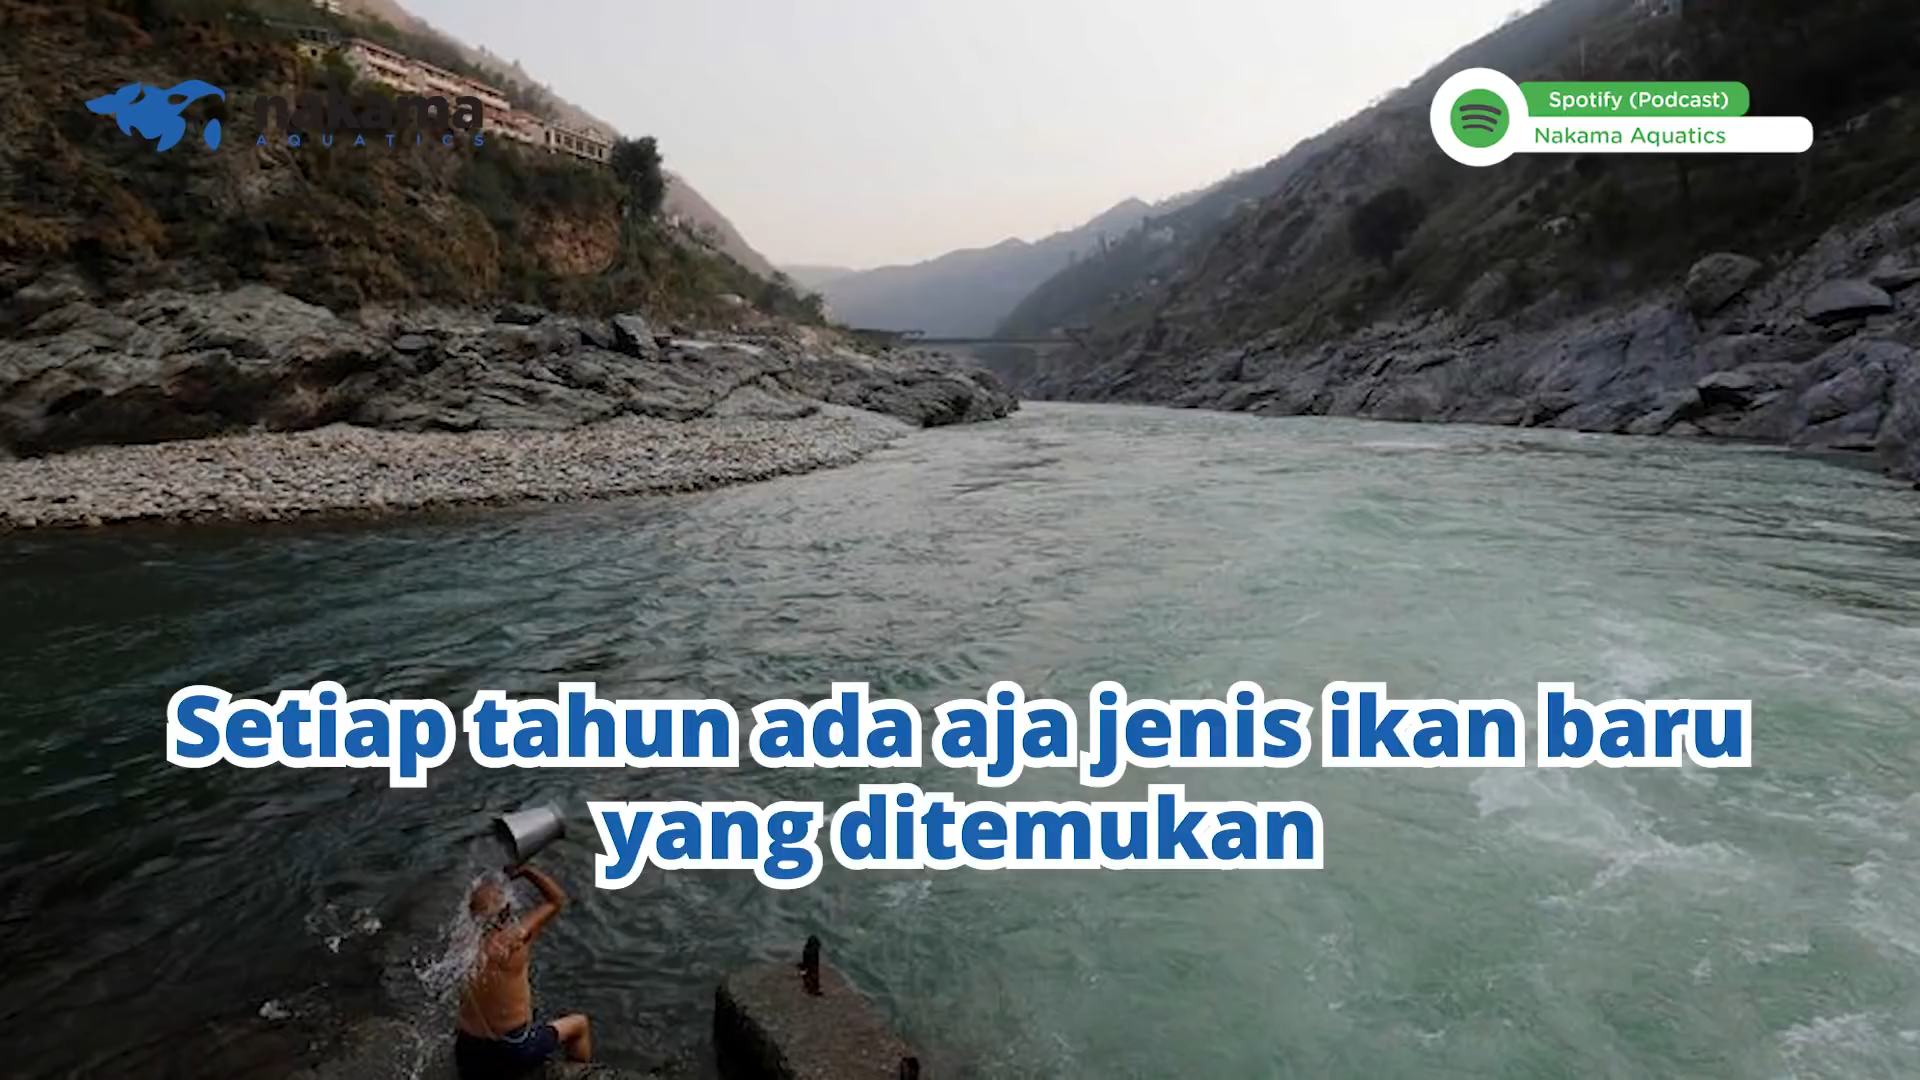 nakama
AQUATICS
Spotify (Podcast)
Nakama Aquatics
Setiap tahun ada aja jenis ikan baru
yang ditemukan